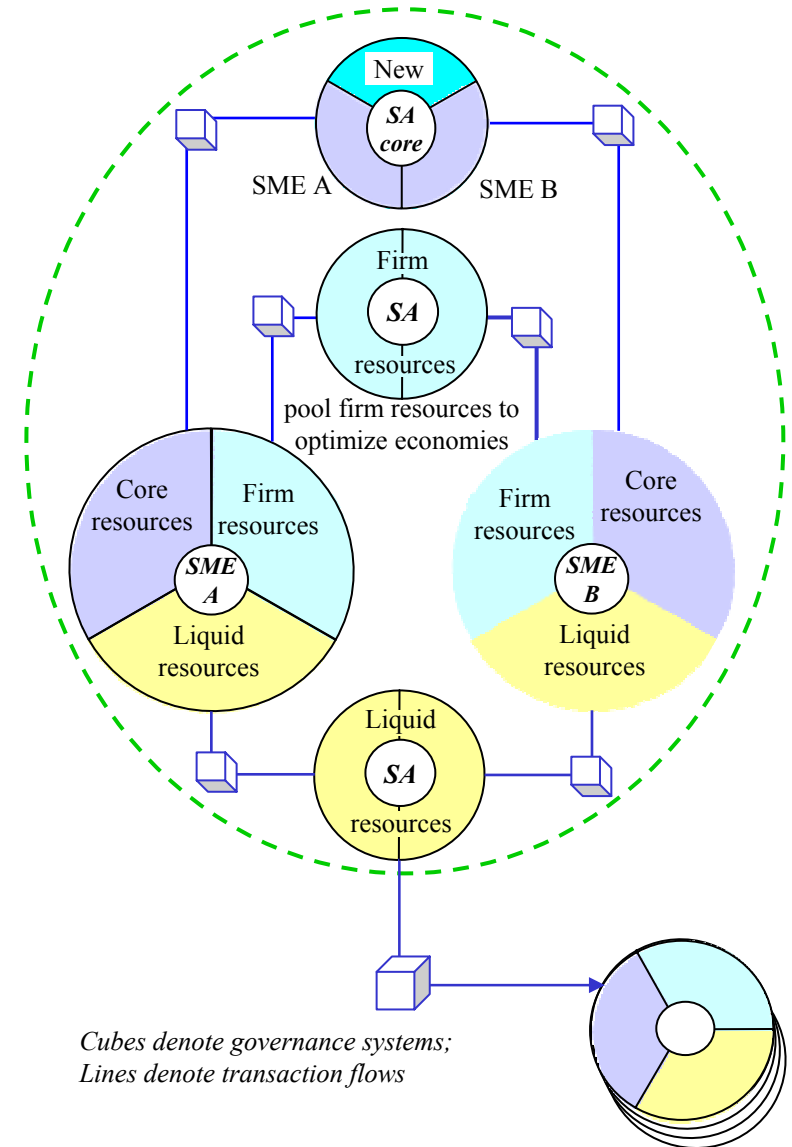 New
SA
core
SME A
SME B
Firm
SA
resources
pool firm resources to
optimize economies
Core
resources
Firm
resources
SME
A
Liquid
resources
Firm
resources
Core
resources
SME
B
Liquid
resources
Liquid
SA
resources
Cubes denote governance systems;
Lines denote transaction flows